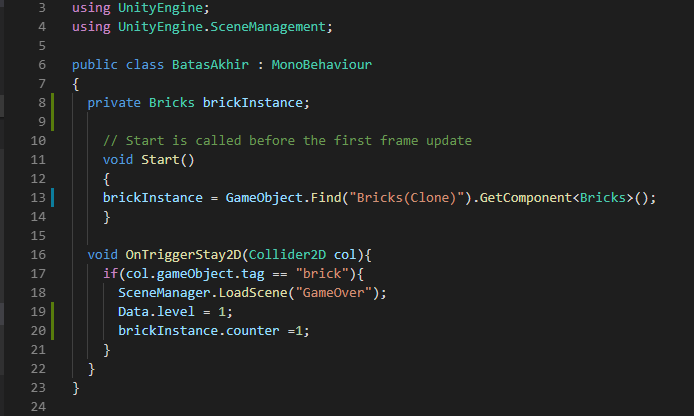 3 using UnityEngine;
4 using UnityEngine.SceneManagement;
5
6 public class BatasAkhir : MonoBehaviour
7 {
8 private Bricks brickInstance;
9
10 // Start is called before the first frame update
11 void Start()
12 {
13 brickInstance = GameObject.Find("Bricks(Clone)").GetComponent<Bricks>();
14 }
15
16 void OnTriggerStay2D(Collider2D col){
17 if(col.gameObject.tag == "brick"){
18 SceneManager.LoadScene("GameOver");
19 Data.level = 1;
20 brickInstance.counter =1;
21 }
22 }
23 }
24